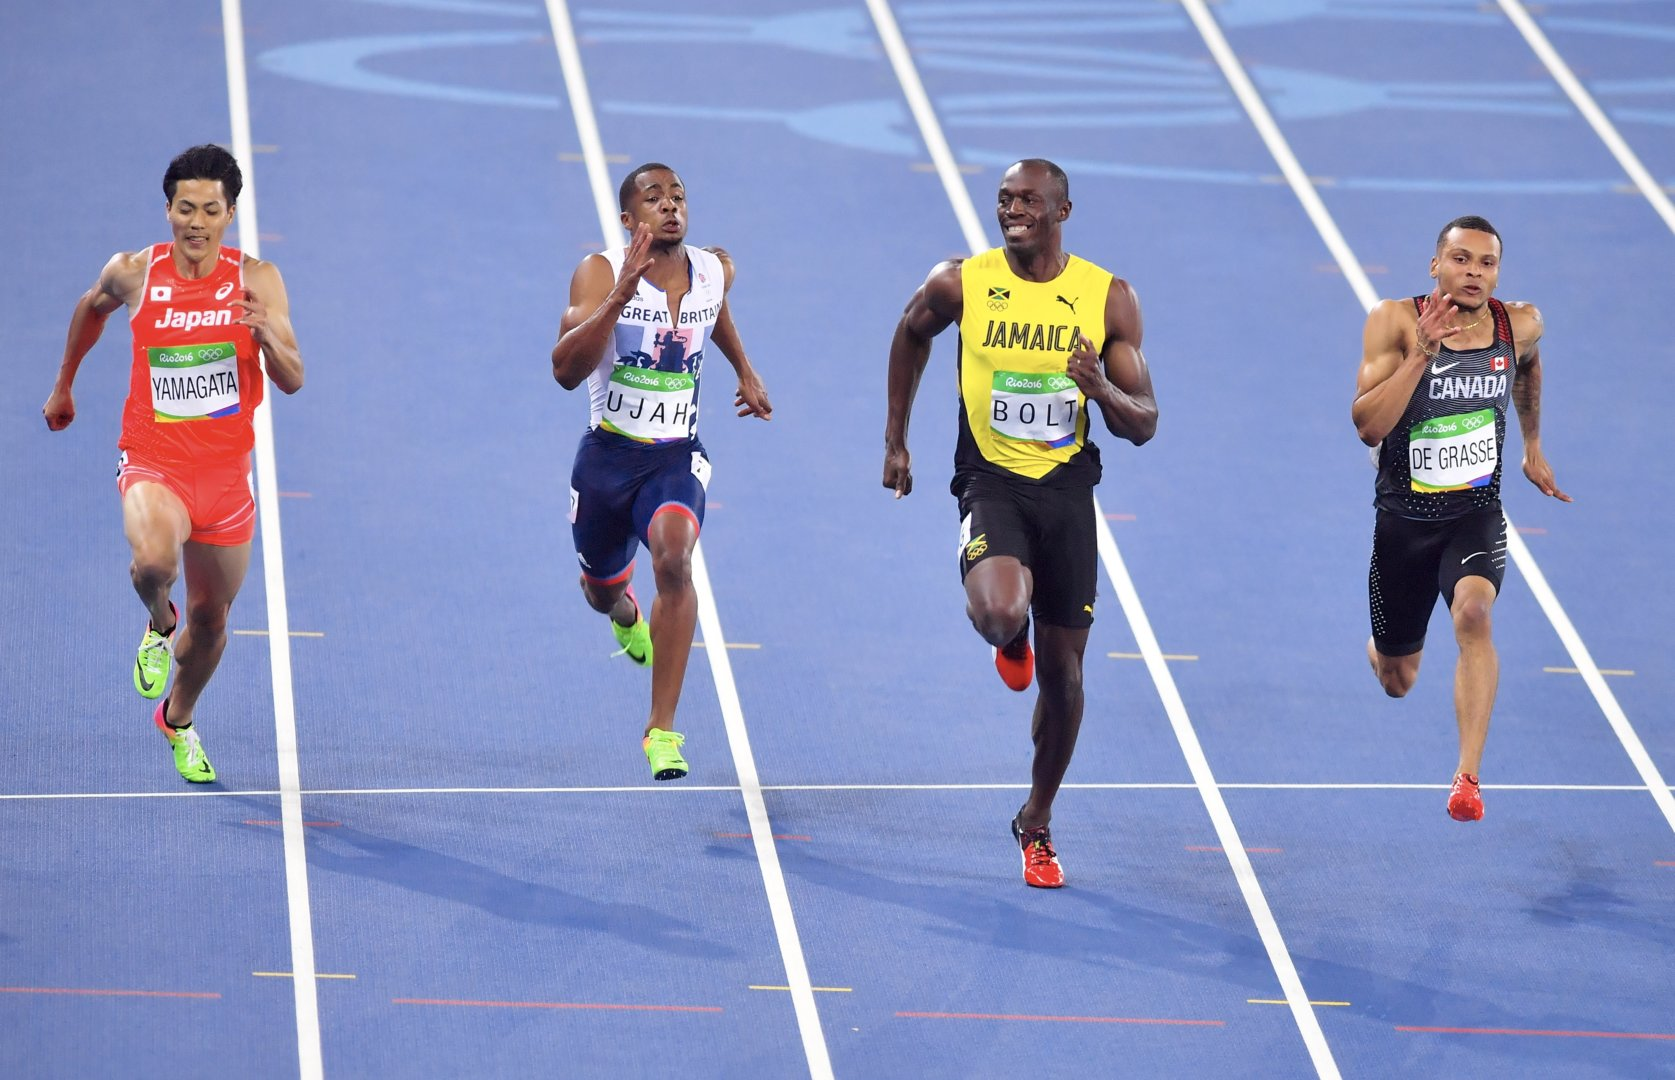 Japan
Rio2016
YAMAGATA
GREAT BRITAIN
Rio2016
UJAH
JAMAICA
Rio2016
BOLT
CANADA
Rio2016
DE GRASSE